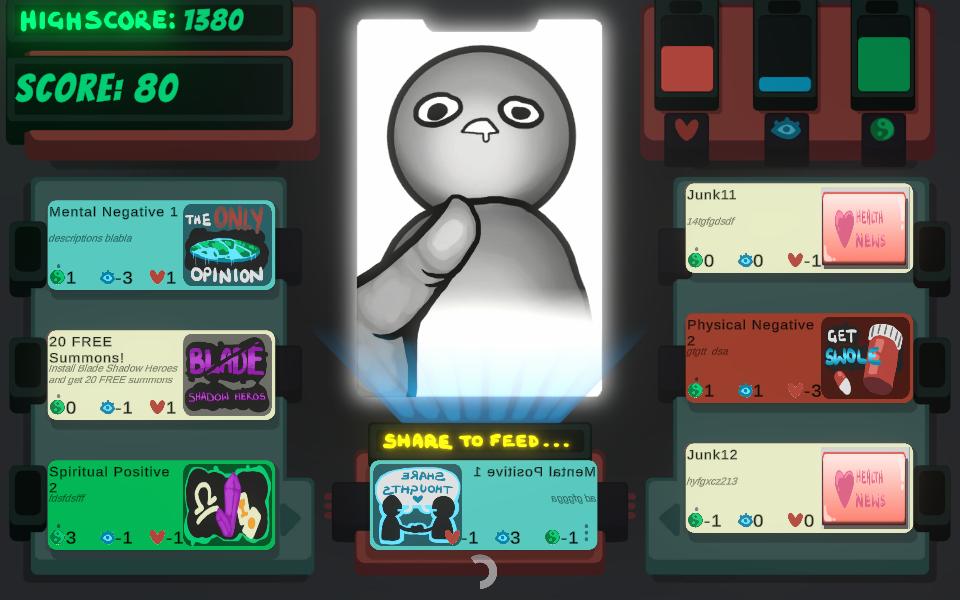 HIGHSCORE: 1380
SCORE: 80
Mental Negative 1
descriptions blabla
1 -3 1
THE ONLY
OPINION
20 FREE
Summons!
Install Blade Shadow Heroes
and get 20 FREE summons
0 -1 1
BLADE
SHADOW HEROS
Spiritual Positive
2
fdsfdsfff
3 -1 -1
SHARE TO FEED...
Mental Positive 1
ad gfggga
SHARE
THOUGHTS
-1 3 -1
Junk11
14tgfgdsdf
0 0 -1
HEALTH
NEWS
Physical Negative
2
gtgtt dsa
1 1 -3
GET
SWOLE
Junk12
hyfgxcz213
-1 0 0
HEALTH
NEWS